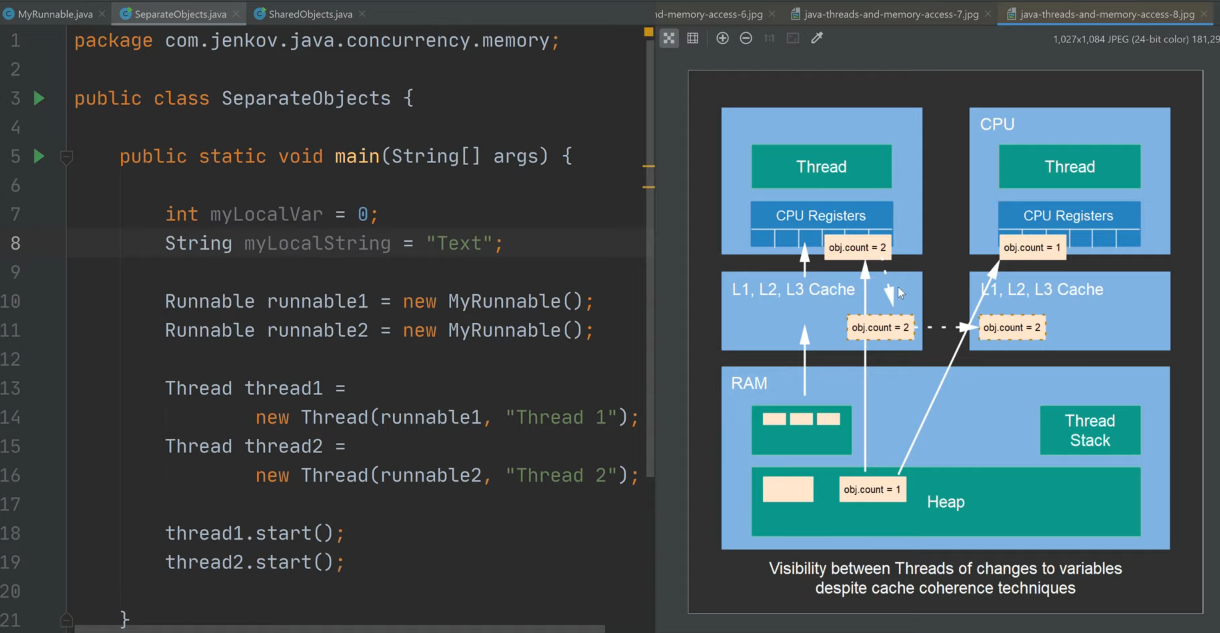 MyRunnable.java
SeparateObjects.java
SharedObjects.java
nd-memory-access-6.jpg
java-threads-and-memory-access-7.jpg
java-threads-and-memory-access-8.jpg
1:1
1,027x1,084 JPEG (24-bit color) 181,29
1 package com.jenkov.java.concurrency.memory;
2
3 public class SeparateObjects {
4
5 public static void main(String[] args) {
6
7 int myLocalVar = 0;
8 String myLocalString = "Text";
9
10 Runnable runnable1 = new MyRunnable();
11 Runnable runnable2 = new MyRunnable();
12
13 Thread thread1 =
14 new Thread(runnable1, "Thread 1");
15 Thread thread2 =
16 new Thread(runnable2, "Thread 2");
17
18 thread1.start();
19 thread2.start();
20
21 }
CPU
Thread
Thread
CPU Registers
CPU Registers
obj.count = 2
obj.count = 1
L1, L2, L3 Cache
L1, L2, L3 Cache
obj.count = 2
obj.count = 2
RAM
Thread
Stack
obj.count = 1
Heap
Visibility between Threads of changes to variables
despite cache coherence techniques